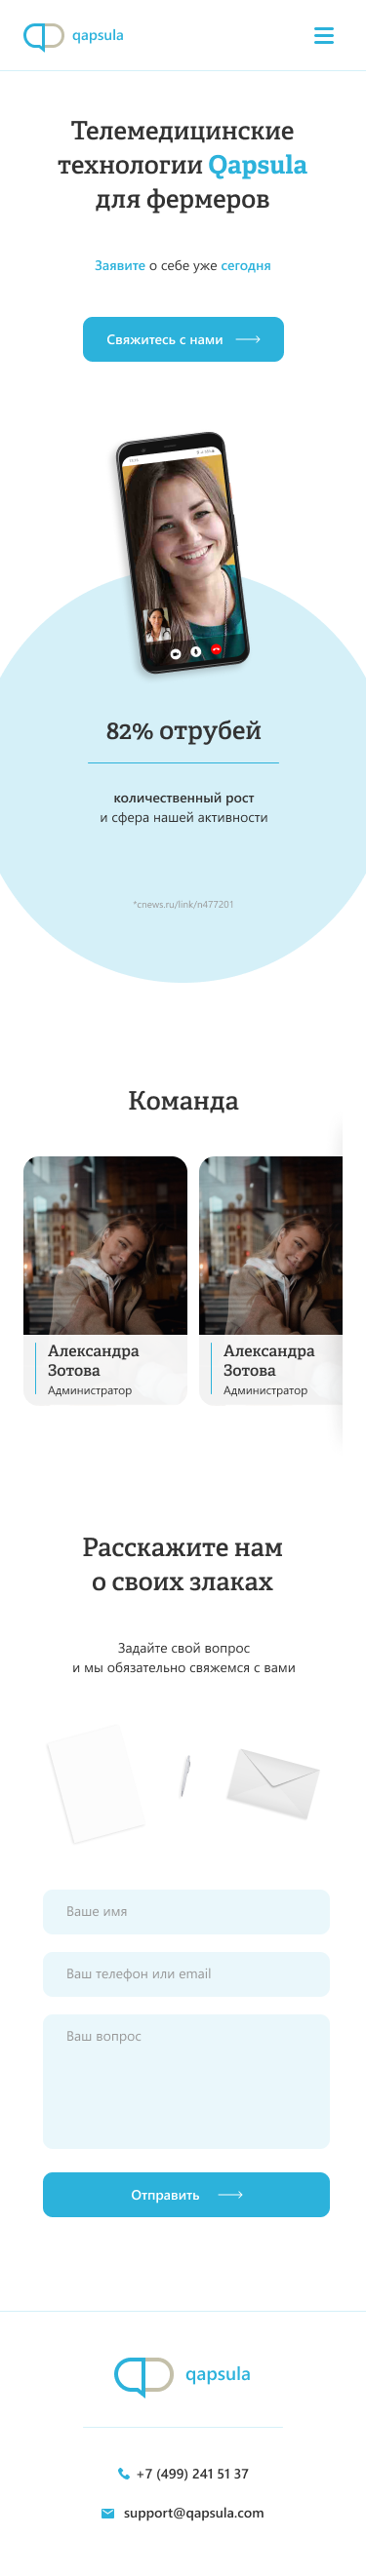 qapsula
Телемедицинские
технологии Qapsula
для фермеров
Заявите о себе уже сегодня
Свяжитесь с нами
82% отрубей
количественный рост
и сфера нашей активности
*cnews.ru/link/n477201
Команда
Александра
Зотова
Администратор
Александра
Зотова
Администратор
Расскажите нам
о своих злаках
Задайте свой вопрос
и мы обязательно свяжемся с вами
Ваше имя
Ваш телефон или email
Ваш вопрос
Отправить
qapsula
+7 (499) 241 51 37
support@qapsula.com